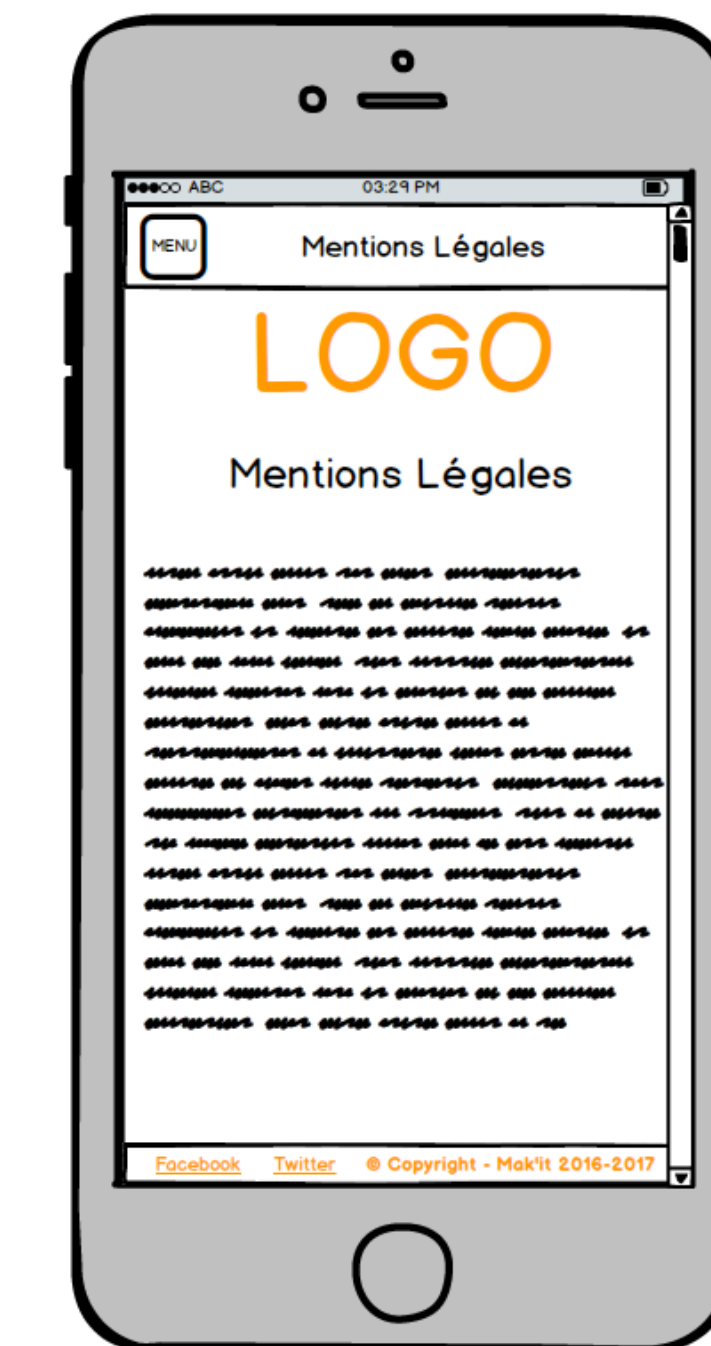 ABC 03:29 PM
MENU Mentions Légales
LOGO
Mentions Légales
Facebook Twitter © Copyright - Mak'it 2016-2017